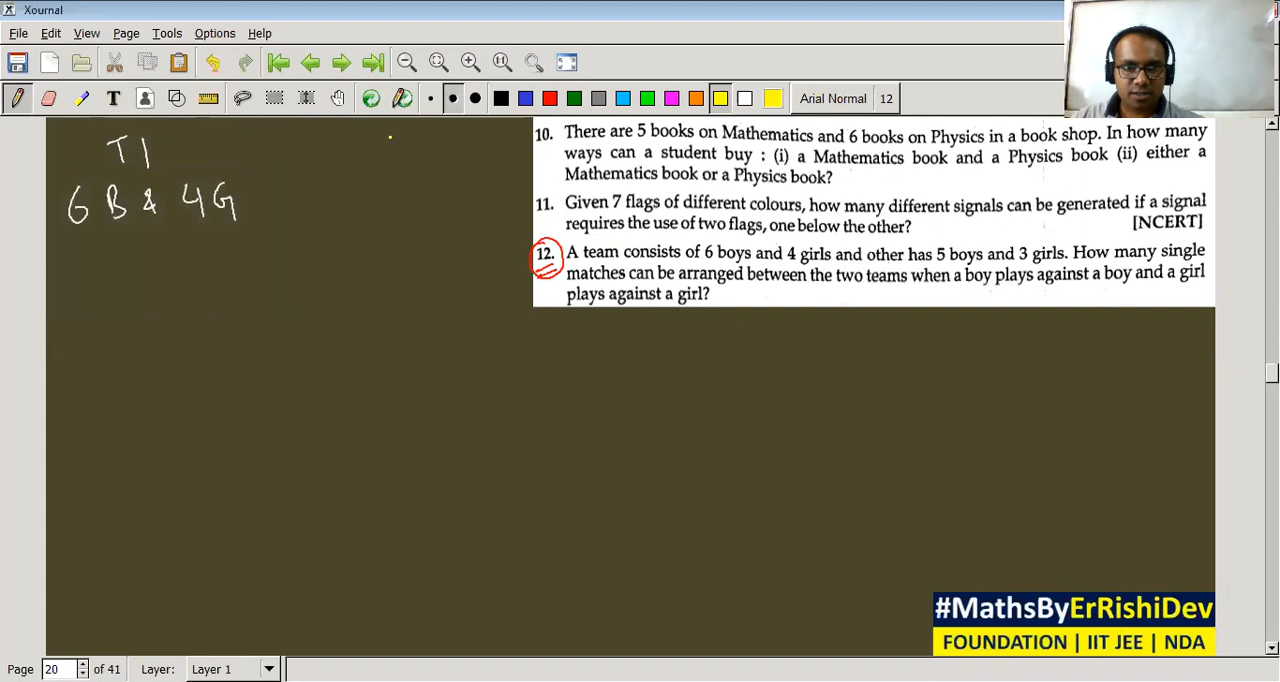 Xournal
File Edit View Page Tools Options Help
Arial Normal 12
T1
6 B & 4G
10. There are 5 books on Mathematics and 6 books on Physics in a book shop. In how many
ways can a student buy : (i) a Mathematics book and a Physics book (ii) either a
Mathematics book or a Physics book?
11. Given 7 flags of different colours, how many different signals can be generated if a signal
requires the use of two flags, one below the other? [NCERT]
12. A team consists of 6 boys and 4 girls and other has 5 boys and 3 girls. How many single
matches can be arranged between the two teams when a boy plays against a boy and a girl
plays against a girl?
#MathsByErRishiDev
FOUNDATION | IIT JEE | NDA
Page 20 of 41 Layer: Layer 1